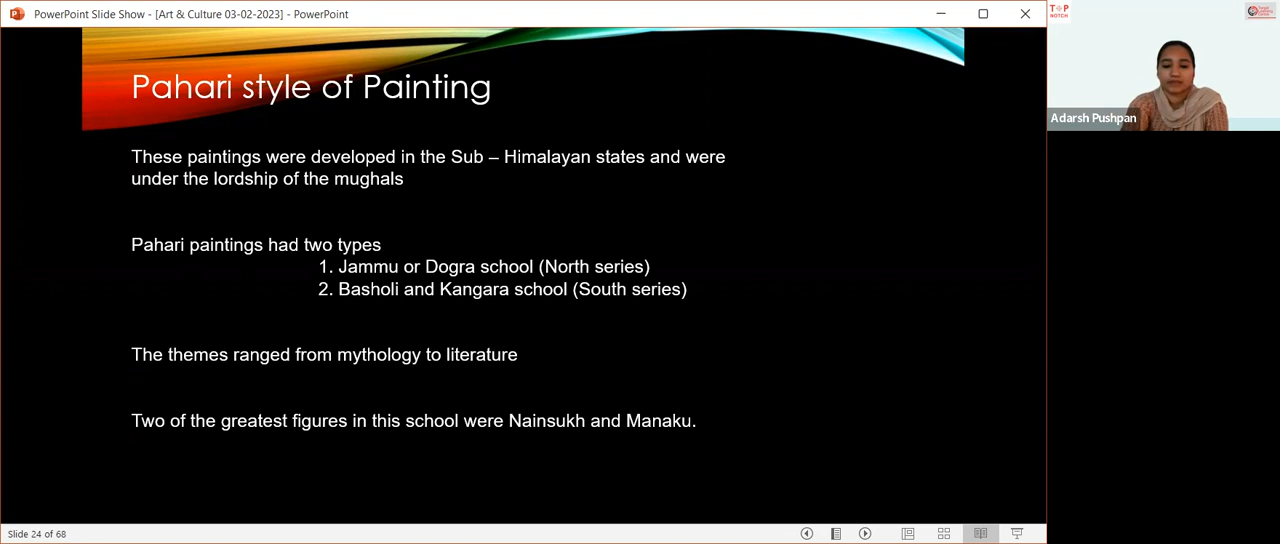 PowerPoint Slide Show - [Art & Culture 03-02-2023] - PowerPoint
T+P
NOTCH
Pahari style of Painting
Adarsh Pushpan
These paintings were developed in the Sub – Himalayan states and were
under the lordship of the mughals
Pahari paintings had two types
1. Jammu or Dogra school (North series)
2. Basholi and Kangara school (South series)
The themes ranged from mythology to literature
Two of the greatest figures in this school were Nainsukh and Manaku.
Slide 24 of 68